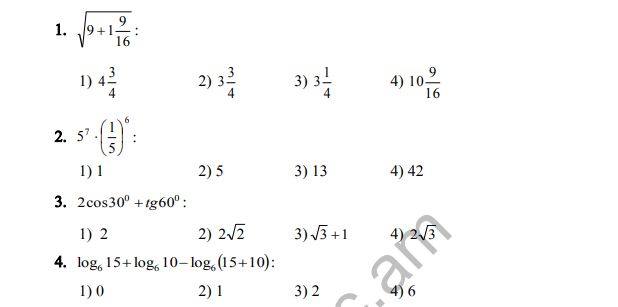 1. √(9+1 9/16) :
1) 4 3/4 2) 3 3/4 3) 3 1/4 4) 10 9/16
2. 5⁷ · (1/5)⁶ :
1) 1 2) 5 3) 13 4) 42
3. 2cos30⁰ + tg60⁰ :
1) 2 2) 2√2 3) √3 + 1 4) 2√3
4. log₆ 15 + log₆ 10 − log₆ (15+10) :
1) 0 2) 1 3) 2 4) 6
c.am